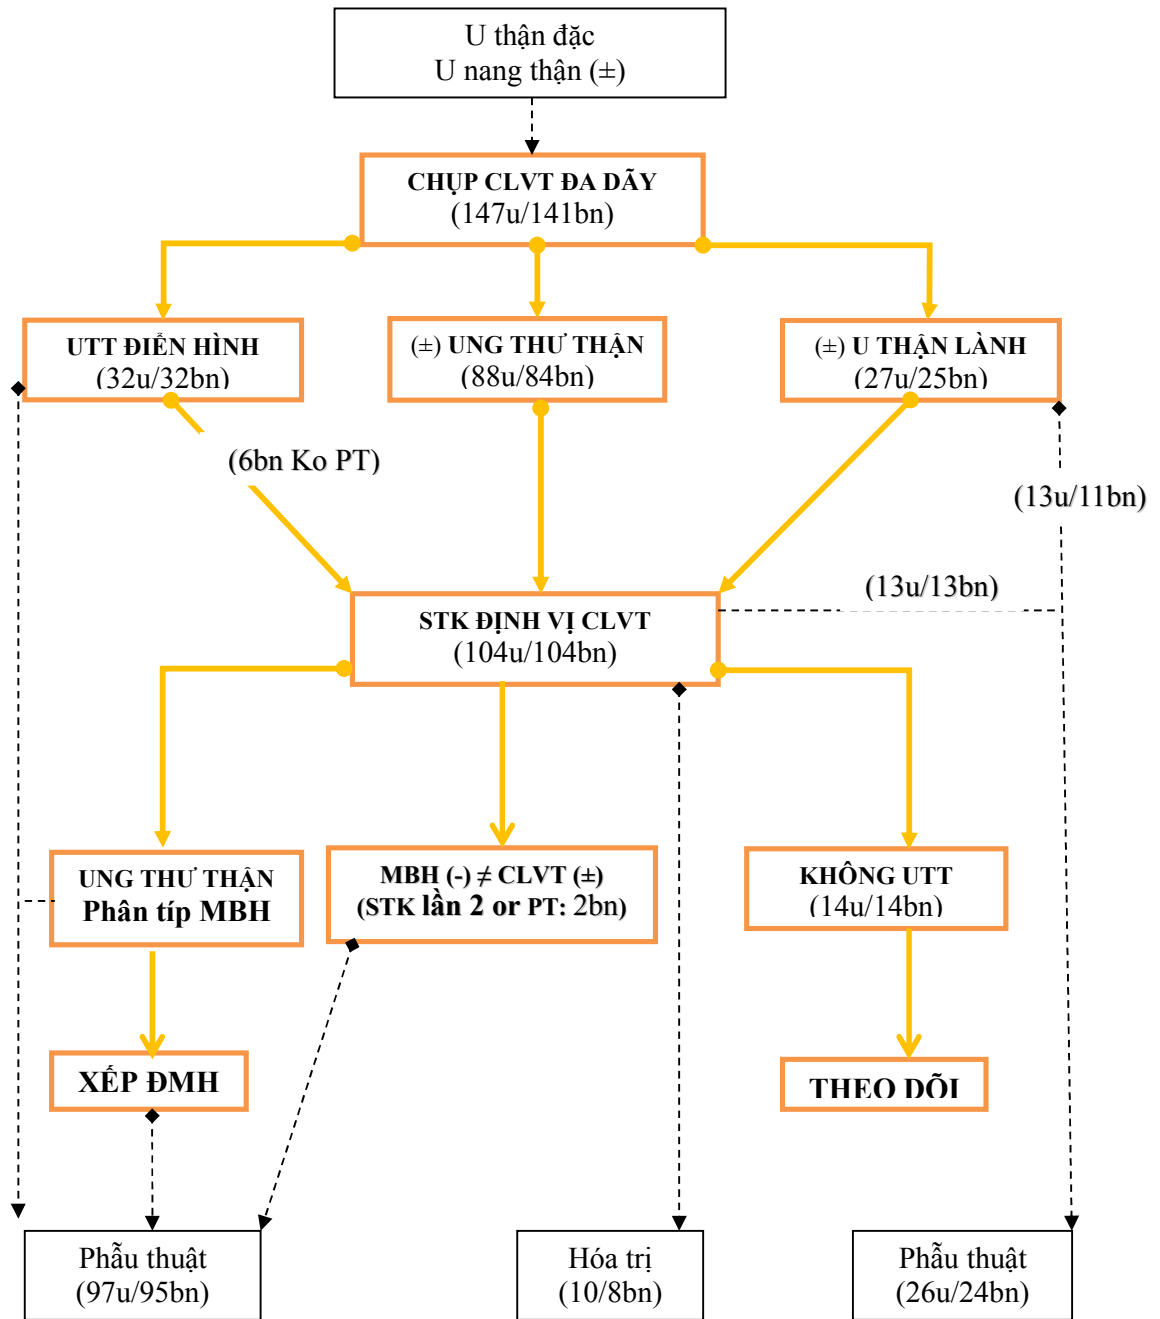 U thận đặc
U nang thận (±)
CHỤP CLVT ĐA DÃY
(147u/141bn)
UTT ĐIỂN HÌNH
(32u/32bn)
(±) UNG THƯ THẬN
(88u/84bn)
(±) U THẬN LÀNH
(27u/25bn)
(6bn Ko PT)
(13u/11bn)
(13u/13bn)
STK ĐỊNH VỊ CLVT
(104u/104bn)
UNG THƯ THẬN
Phân típ MBH
MBH (-) ≠ CLVT (±)
(STK lần 2 or PT: 2bn)
KHÔNG UTT
(14u/14bn)
XẾP ĐMH
THEO DÕI
Phẫu thuật
(97u/95bn)
Hóa trị
(10/8bn)
Phẫu thuật
(26u/24bn)